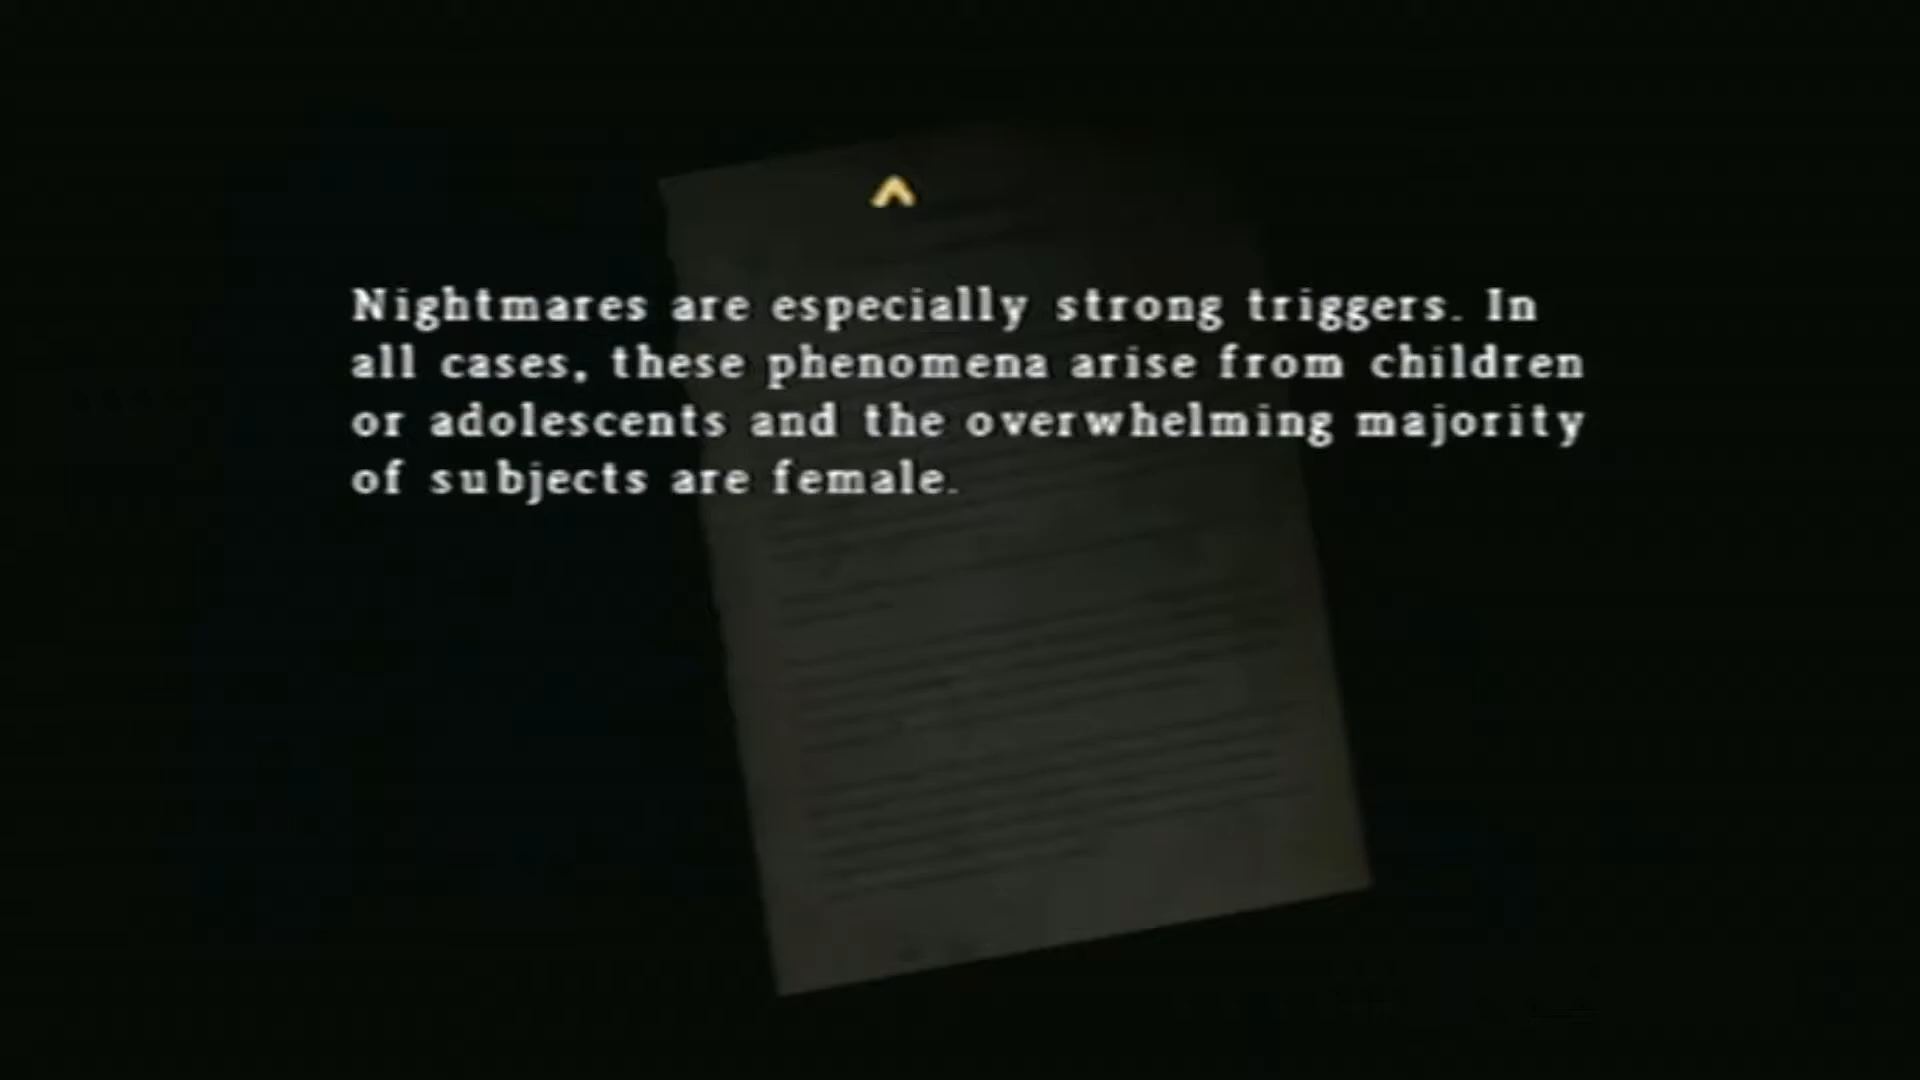 Nightmares are especially strong triggers. In
all cases, these phenomena arise from children
or adolescents and the overwhelming majority
of subjects are female.